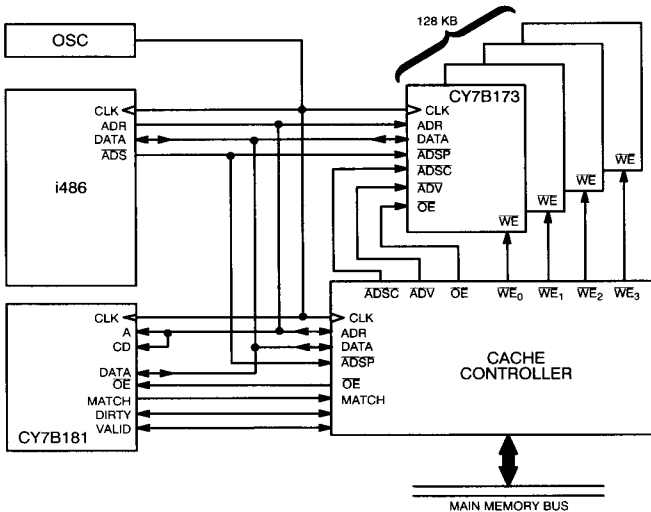 128 KB
OSC
CY7B173
CLK
ADR
DATA
ADS
i486
CLK
ADR
DATA
ADSP
ADSC
ADV
OE
WE
WE
WE
WE
ADSC ADV OE WE0 WE1 WE2 WE3
CLK
A
CD
DATA
OE
MATCH
DIRTY
VALID
CY7B181
CLK
ADR
DATA
ADSP
OE
MATCH
CACHE
CONTROLLER
MAIN MEMORY BUS